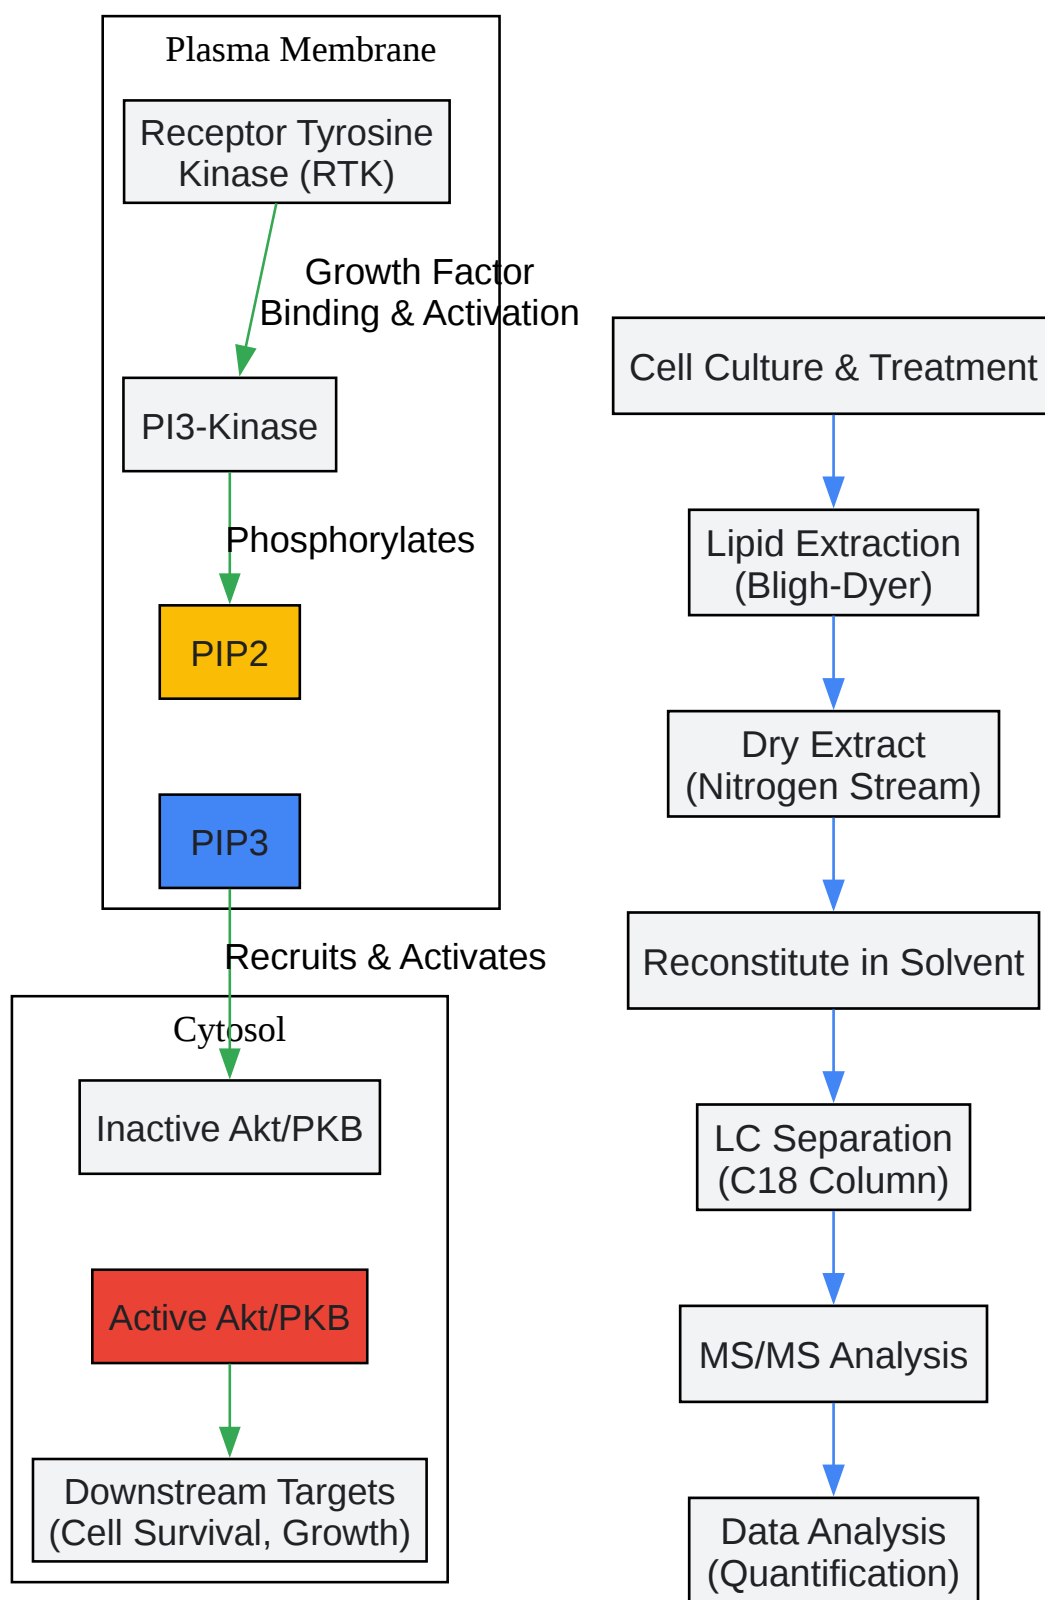 Plasma Membrane
Receptor Tyrosine
Kinase (RTK)
Growth Factor
Binding & Activation
PI3-Kinase
Phosphorylates
PIP2
PIP3
Recruits & Activates
Cytosol
Inactive Akt/PKB
Active Akt/PKB
Downstream Targets
(Cell Survival, Growth)
Cell Culture & Treatment
Lipid Extraction
(Bligh-Dyer)
Dry Extract
(Nitrogen Stream)
Reconstitute in Solvent
LC Separation
(C18 Column)
MS/MS Analysis
Data Analysis
(Quantification)